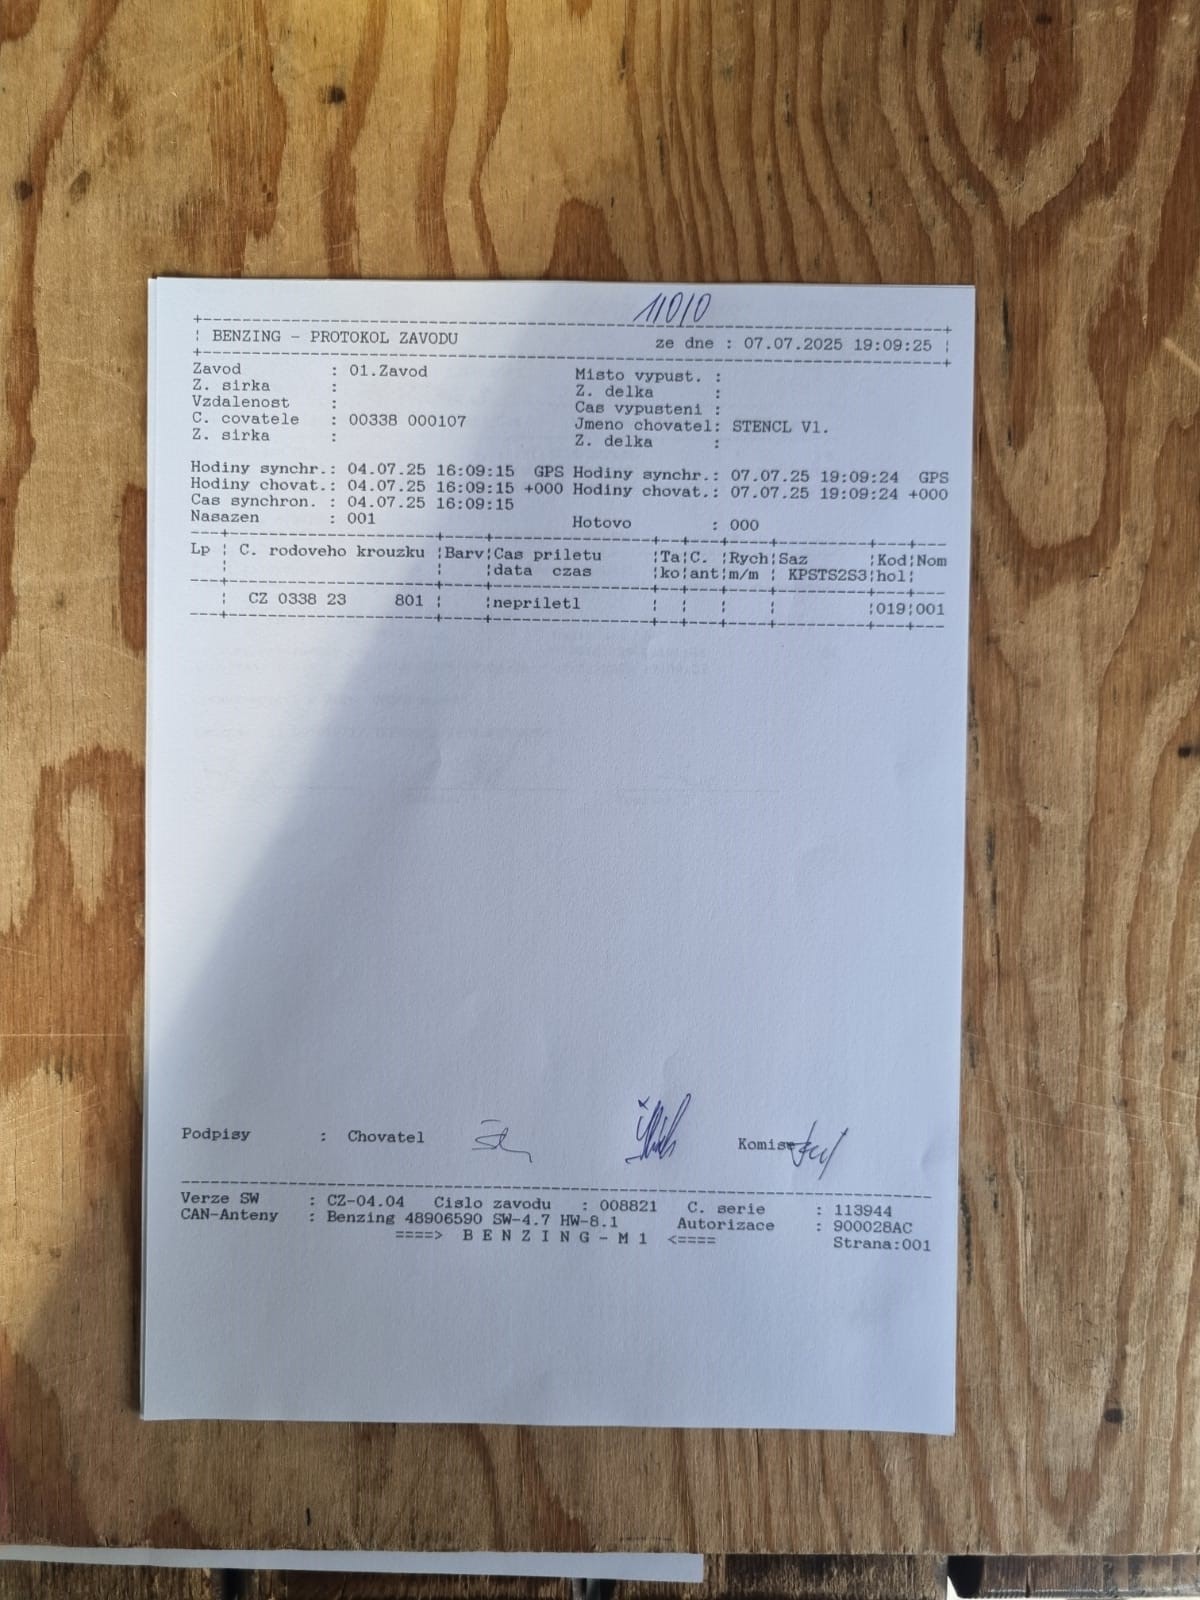 1/0/0
BENZING - PROTOKOL ZAVODU ze dne : 07.07.2025 19:09:25
Zavod : 01.Zavod Misto vypust. :
Z. sirka : Z. delka :
Vzdalenost : Cas vypusteni :
C. covatele : 00338 000107 Jmeno chovatel: STENCL Vl.
Z. sirka : Z. delka :
Hodiny synchr.: 04.07.25 16:09:15 GPS Hodiny synchr.: 07.07.25 19:09:24 GPS
Hodiny chovat.: 04.07.25 16:09:15 +000 Hodiny chovat.: 07.07.25 19:09:24 +000
Cas synchron. : 04.07.25 16:09:15
Nasazen : 001 Hotovo : 000
Lp ¦ C. rodoveho krouzku ¦Barv¦Cas priletu ¦Ta¦C. ¦Rych¦Saz ¦Kod¦Nom
¦ ¦ ¦data czas ¦ko¦ant¦m/m ¦ KPSTS2S3¦hol¦
¦ CZ 0338 23 801 ¦ ¦nepriletl ¦ ¦ ¦ ¦ ¦019¦001
Podpisy : Chovatel Komise
Verze SW : CZ-04.04 Cislo zavodu : 008821 C. serie : 113944
CAN-Anteny : Benzing 48906590 SW-4.7 HW-8.1 Autorizace : 900028AC
====> B E N Z I N G - M 1 <==== Strana:001